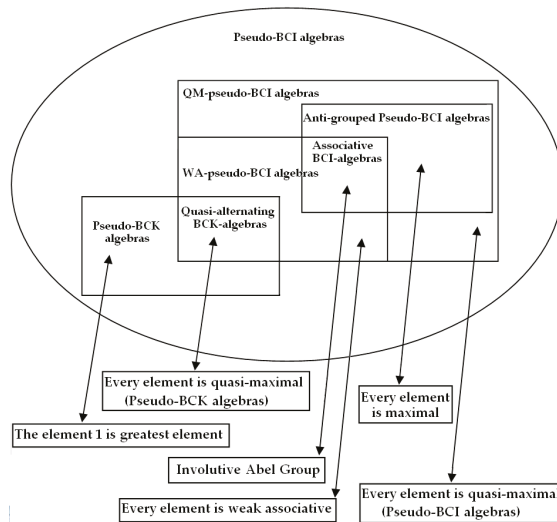 Pseudo-BCI algebras
QM-pseudo-BCI algebras
Anti-grouped Pseudo-BCI algebras
Associative
BCI-algebras
WA-pseudo-BCI algebras
Quasi-alternating
BCK-algebras
Pseudo-BCK
algebras
Every element is quasi-maximal
(Pseudo-BCK algebras)
Every element
is maximal
The element 1 is greatest element
Involutive Abel Group
Every element is quasi-maximal
(Pseudo-BCI algebras)
Every element is weak associative